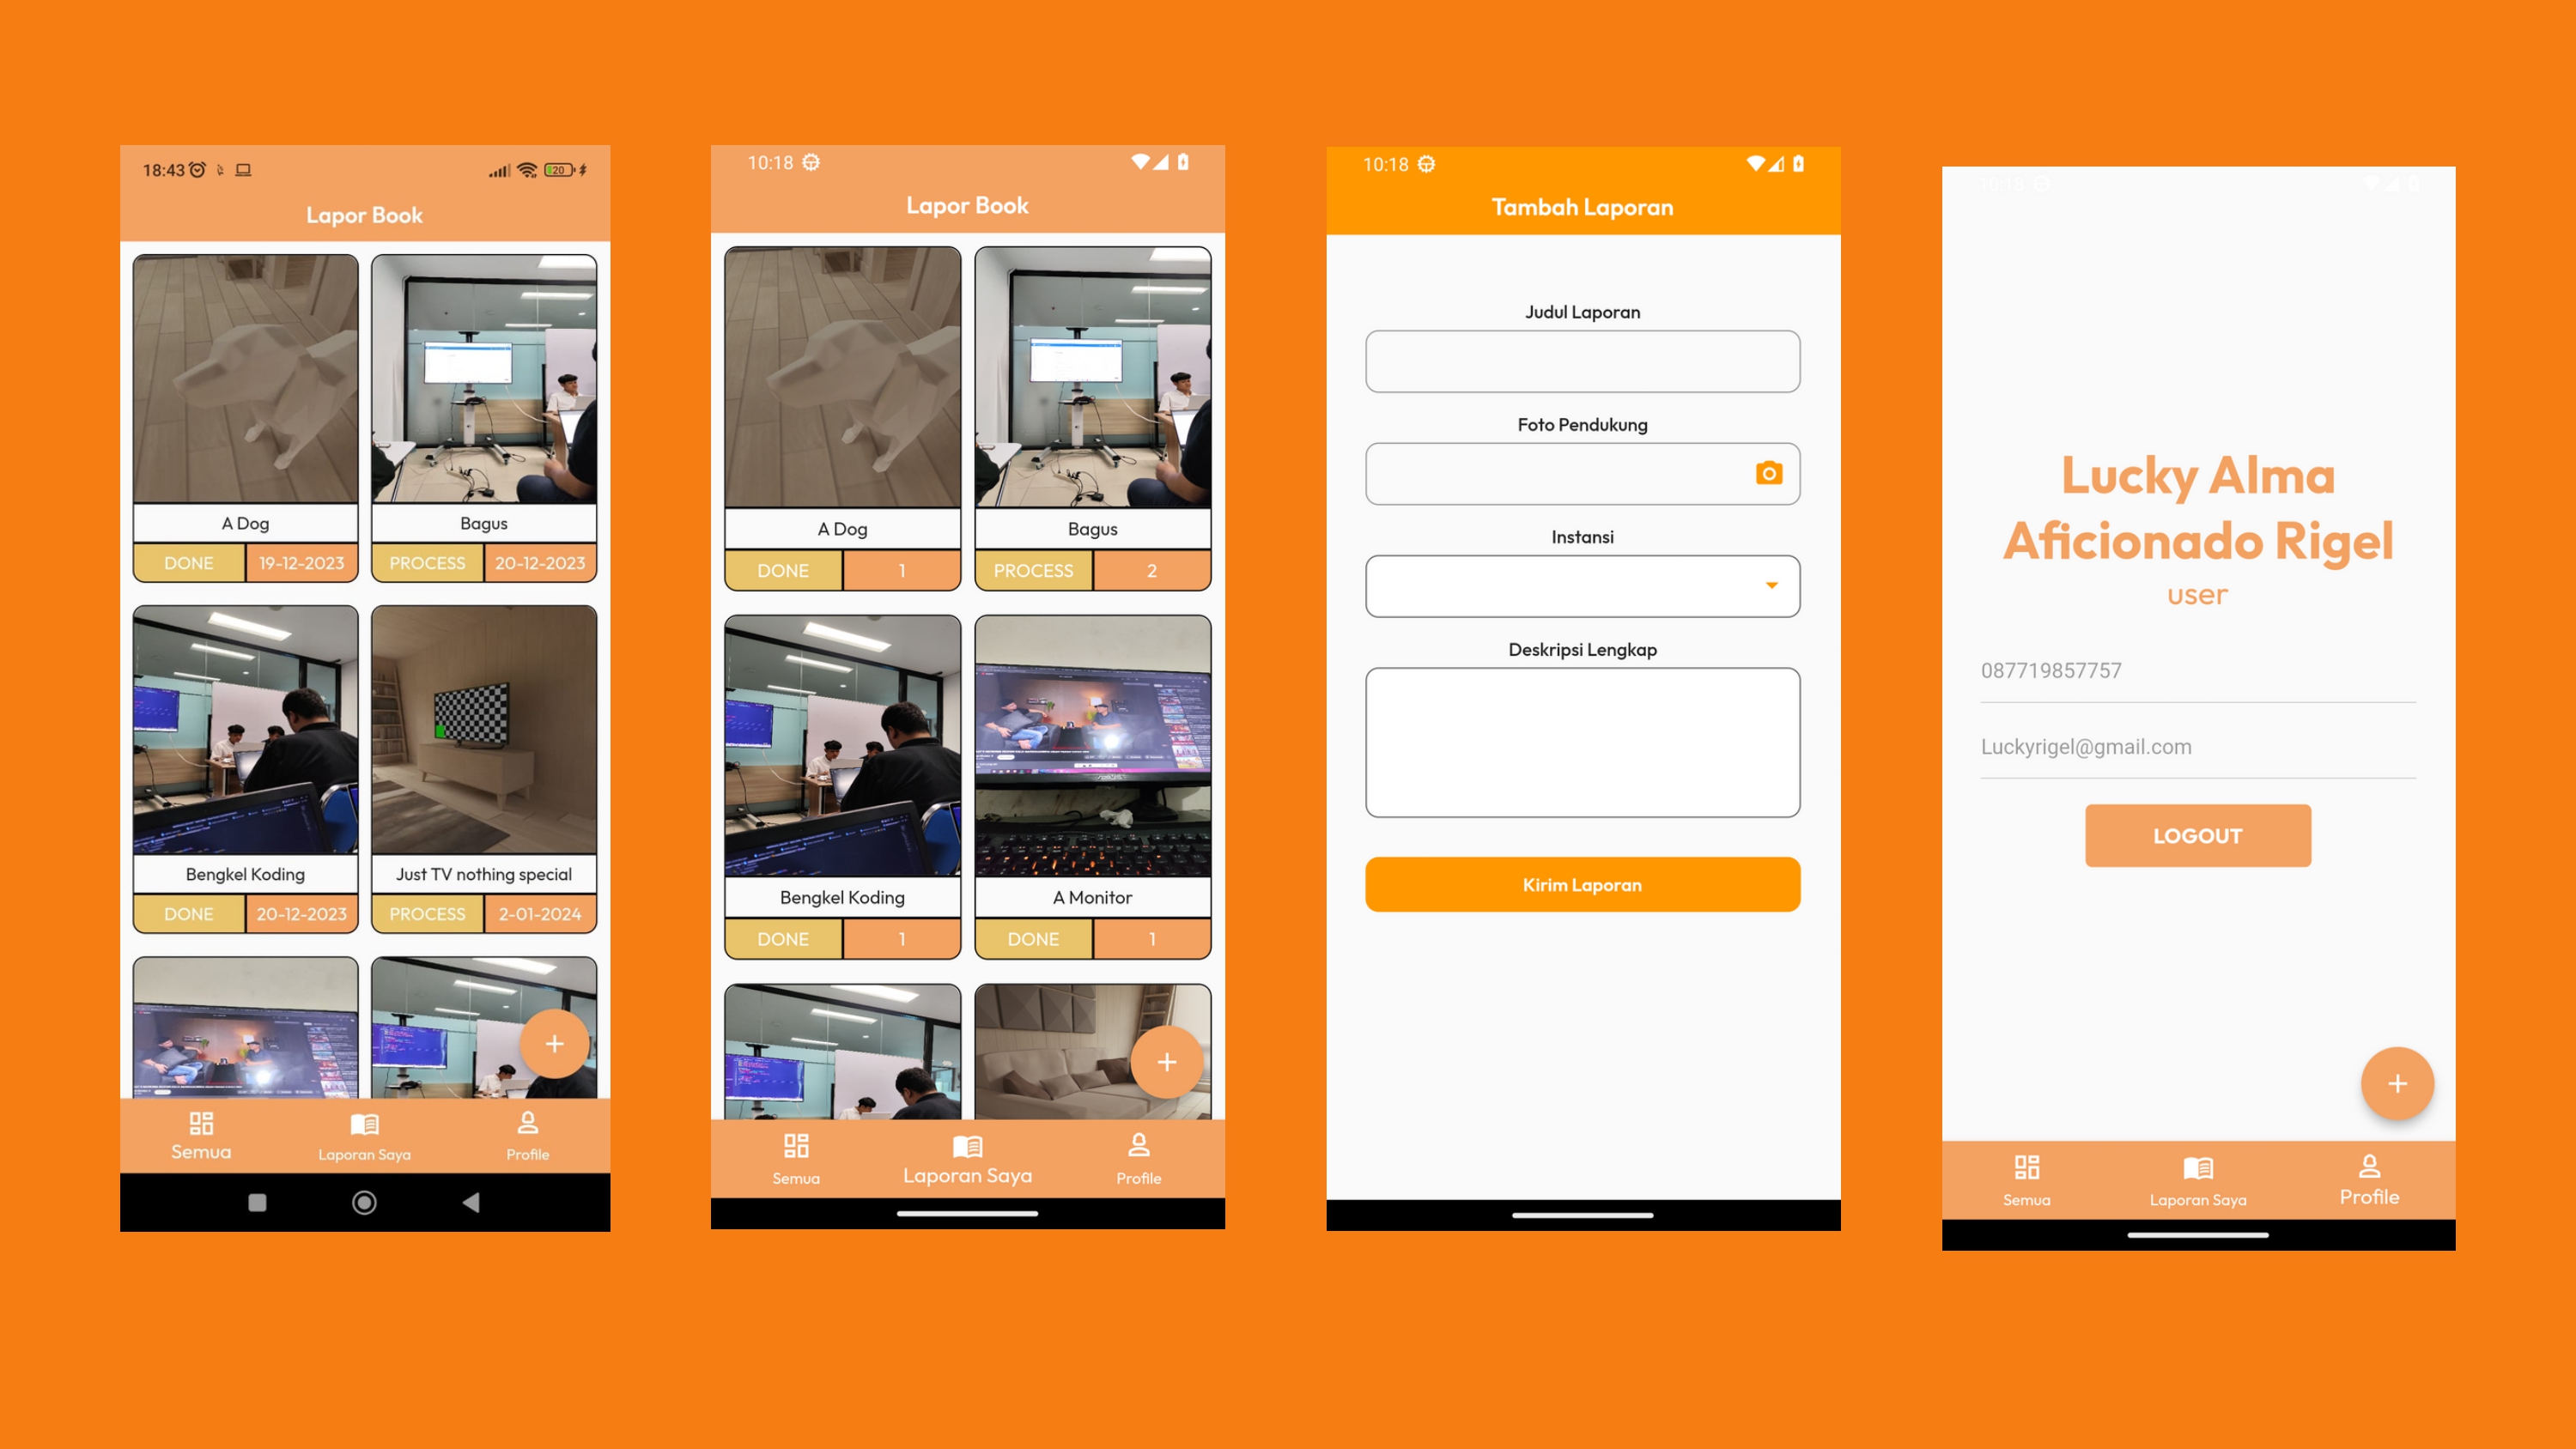 18:43
20
Lapor Book
A Dog
Bagus
DONE
19-12-2023
PROCESS
20-12-2023
Bengkel Koding
Just TV nothing special
DONE
20-12-2023
PROCESS
2-01-2024
+
Semua
Laporan Saya
Profile
10:18
Lapor Book
A Dog
Bagus
DONE
1
PROCESS
2
Bengkel Koding
A Monitor
DONE
1
DONE
1
+
Semua
Laporan Saya
Profile
10:18
Tambah Laporan
Judul Laporan
Foto Pendukung
Instansi
Deskripsi Lengkap
Kirim Laporan
10:18
Lucky Alma
Aficionado Rigel
user
087719857757
Luckyrigel@gmail.com
LOGOUT
+
Semua
Laporan Saya
Profile